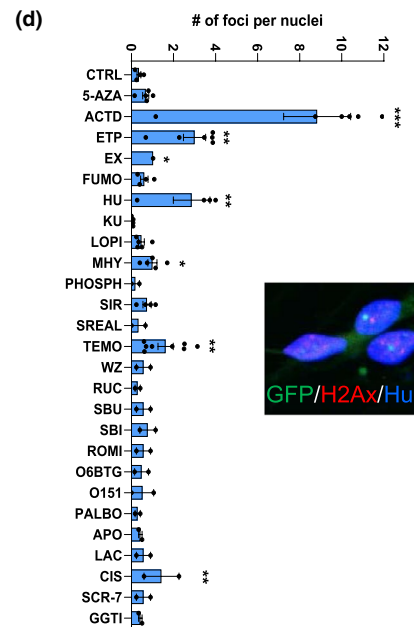 (d)
# of foci per nuclei
0 2 4 6 8 10 12
CTRL
5-AZA
ACTD ***
ETP **
EX *
FUMO
HU **
KU
LOPI
MHY *
PHOSPH
SIR
SREAL
TEMO **
WZ
RUC
SBU
SBI
ROMI
O6BTG
O151
PALBO
APO
LAC
CIS **
SCR-7
GGTI
GFP/H2Ax/Hu